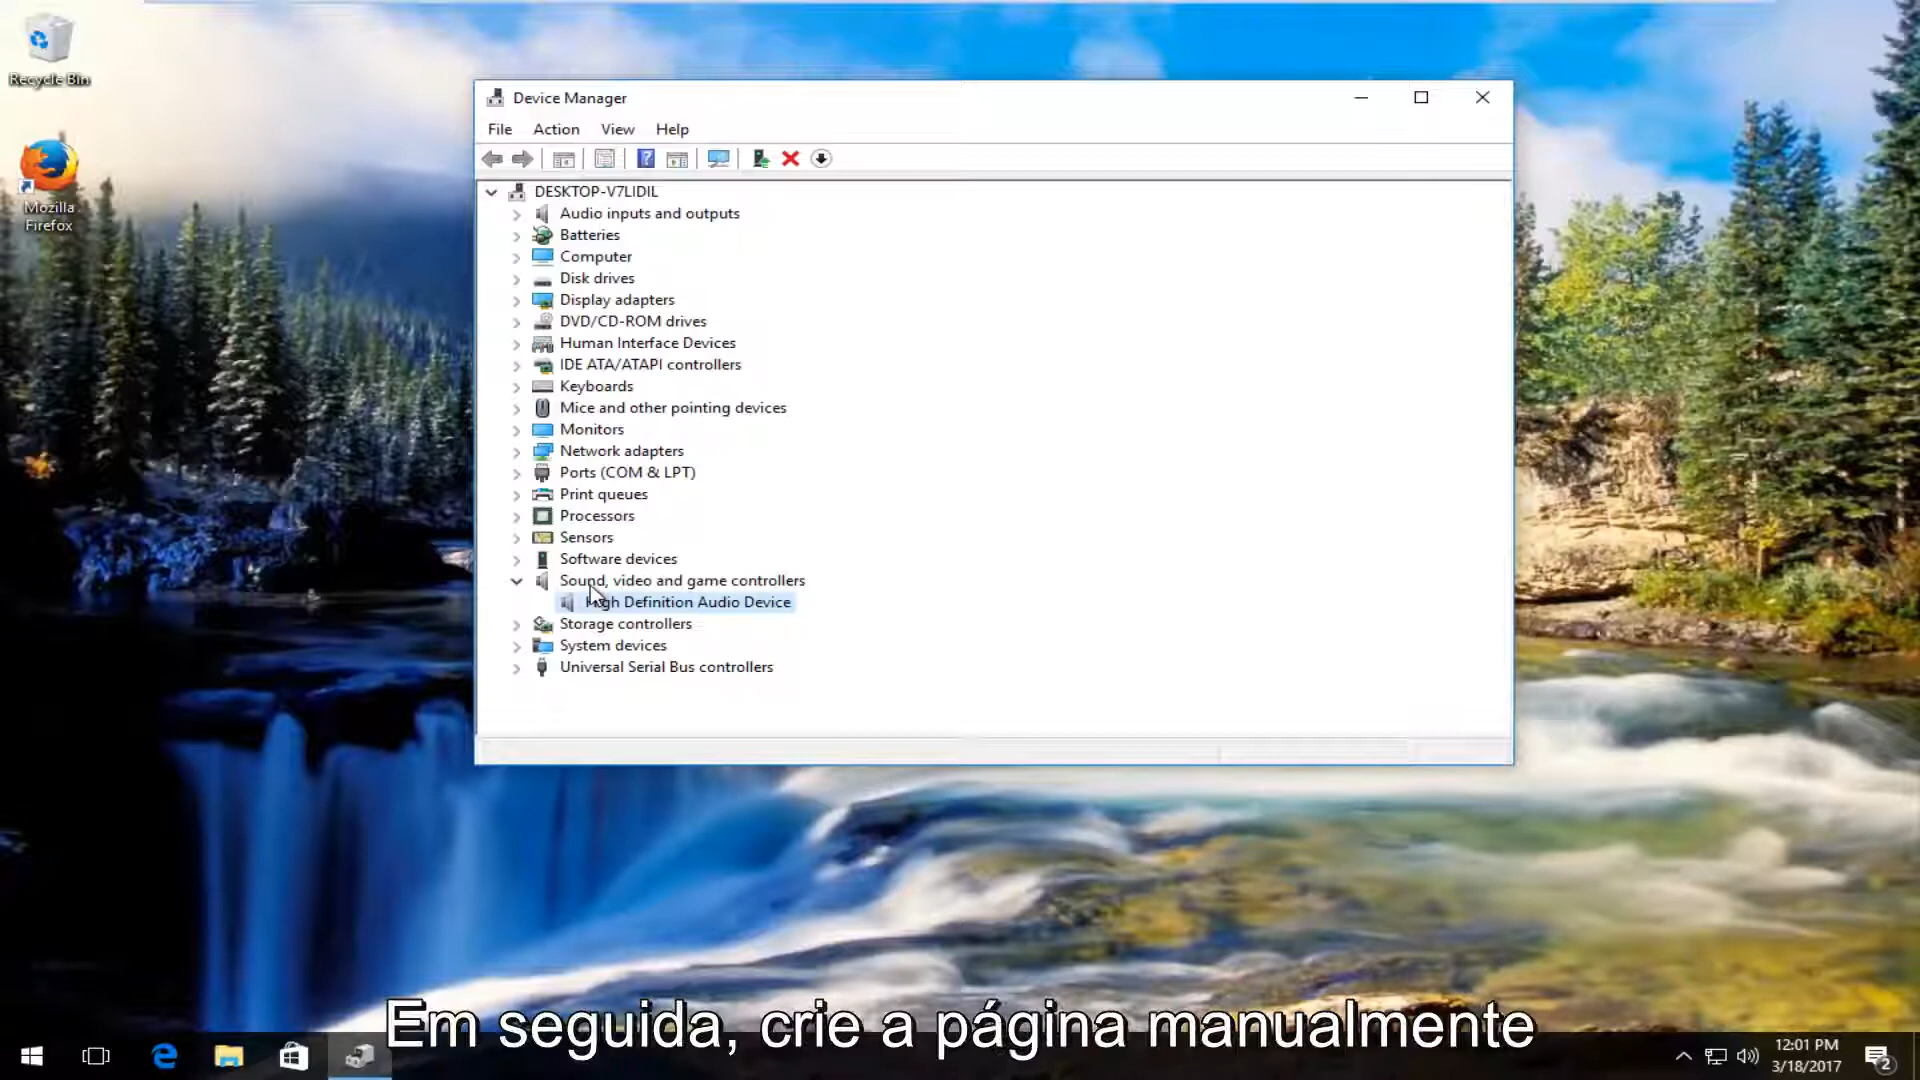 Recycle Bin
Mozilla
Firefox
Device Manager
File Action View Help
DESKTOP-V7LIDIL
Audio inputs and outputs
Batteries
Computer
Disk drives
Display adapters
DVD/CD-ROM drives
Human Interface Devices
IDE ATA/ATAPI controllers
Keyboards
Mice and other pointing devices
Monitors
Network adapters
Ports (COM & LPT)
Print queues
Processors
Sensors
Software devices
Sound, video and game controllers
High Definition Audio Device
Storage controllers
System devices
Universal Serial Bus controllers
Em seguida, crie a página manualmente
12:01 PM
3/18/2017
2